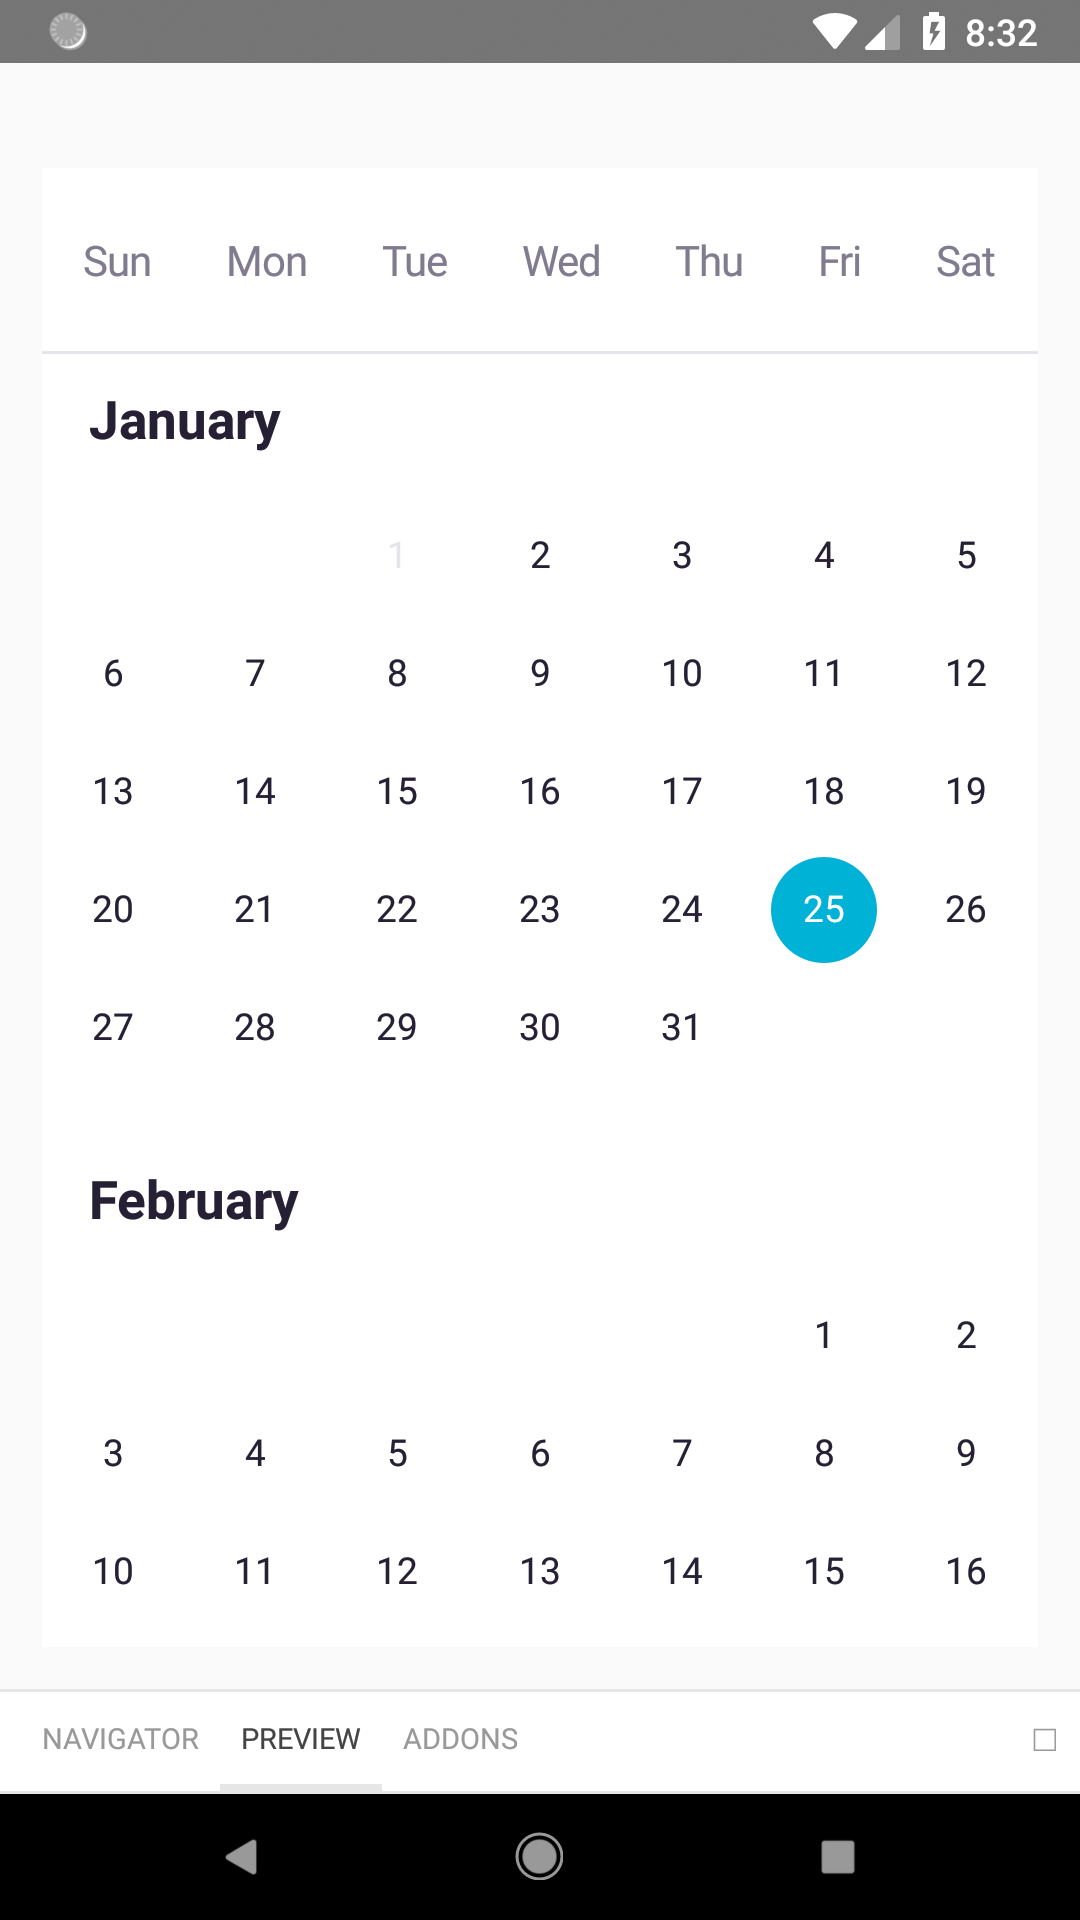 8:32
Sun Mon Tue Wed Thu Fri Sat
January
1 2 3 4 5
6 7 8 9 10 11 12
13 14 15 16 17 18 19
20 21 22 23 24 25 26
27 28 29 30 31
February
1 2
3 4 5 6 7 8 9
10 11 12 13 14 15 16
NAVIGATOR PREVIEW ADDONS